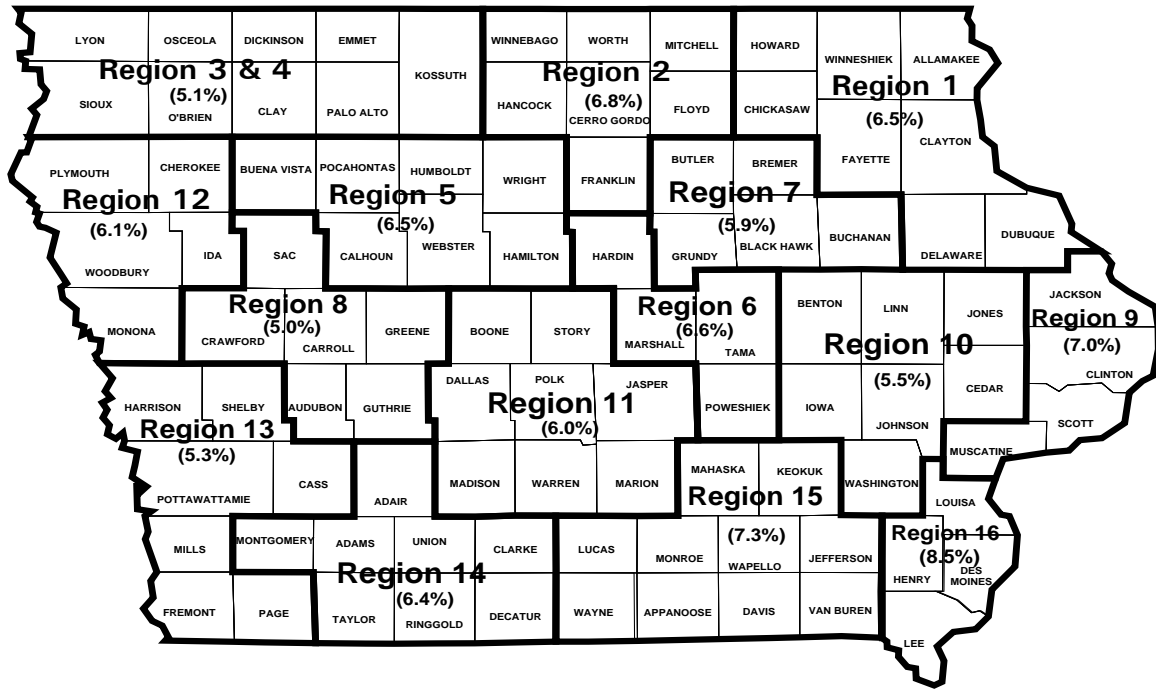 LYON
OSCEOLA
DICKINSON
EMMET
KOSSUTH
WINNEBAGO
WORTH
MITCHELL
HOWARD
WINNESHIEK
ALLAMAKEE
Region 3 & 4
(5.1%)
SIOUX
O'BRIEN
CLAY
PALO ALTO
Region 2
(6.8%)
HANCOCK
CERRO GORDO
FLOYD
CHICKASAW
Region 1
(6.5%)
FAYETTE
CLAYTON
PLYMOUTH
CHEROKEE
BUENA VISTA
POCAHONTAS
HUMBOLDT
WRIGHT
FRANKLIN
BUTLER
BREMER
Region 12
(6.1%)
Region 5
(6.5%)
Region 7
(5.9%)
WOODBURY
IDA
SAC
CALHOUN
WEBSTER
HAMILTON
HARDIN
GRUNDY
BLACK HAWK
BUCHANAN
DELAWARE
DUBUQUE
MONONA
Region 8
(5.0%)
CRAWFORD
CARROLL
GREENE
BOONE
STORY
Region 6
(6.6%)
MARSHALL
TAMA
BENTON
LINN
JONES
JACKSON
Region 10
(5.5%)
Region 9
(7.0%)
CLINTON
HARRISON
SHELBY
AUDUBON
GUTHRIE
DALLAS
POLK
JASPER
POWESHIEK
IOWA
JOHNSON
CEDAR
SCOTT
Region 13
(5.3%)
Region 11
(6.0%)
MUSCATINE
POTTAWATTAMIE
CASS
ADAIR
MADISON
WARREN
MARION
MAHASKA
KEOKUK
WASHINGTON
LOUISA
Region 15
(7.3%)
Region 16
(8.5%)
MILLS
MONTGOMERY
ADAMS
UNION
CLARKE
LUCAS
MONROE
WAPELLO
JEFFERSON
HENRY
DES
MOINES
Region 14
(6.4%)
FREMONT
PAGE
TAYLOR
RINGGOLD
DECATUR
WAYNE
APPANOOSE
DAVIS
VAN BUREN
LEE